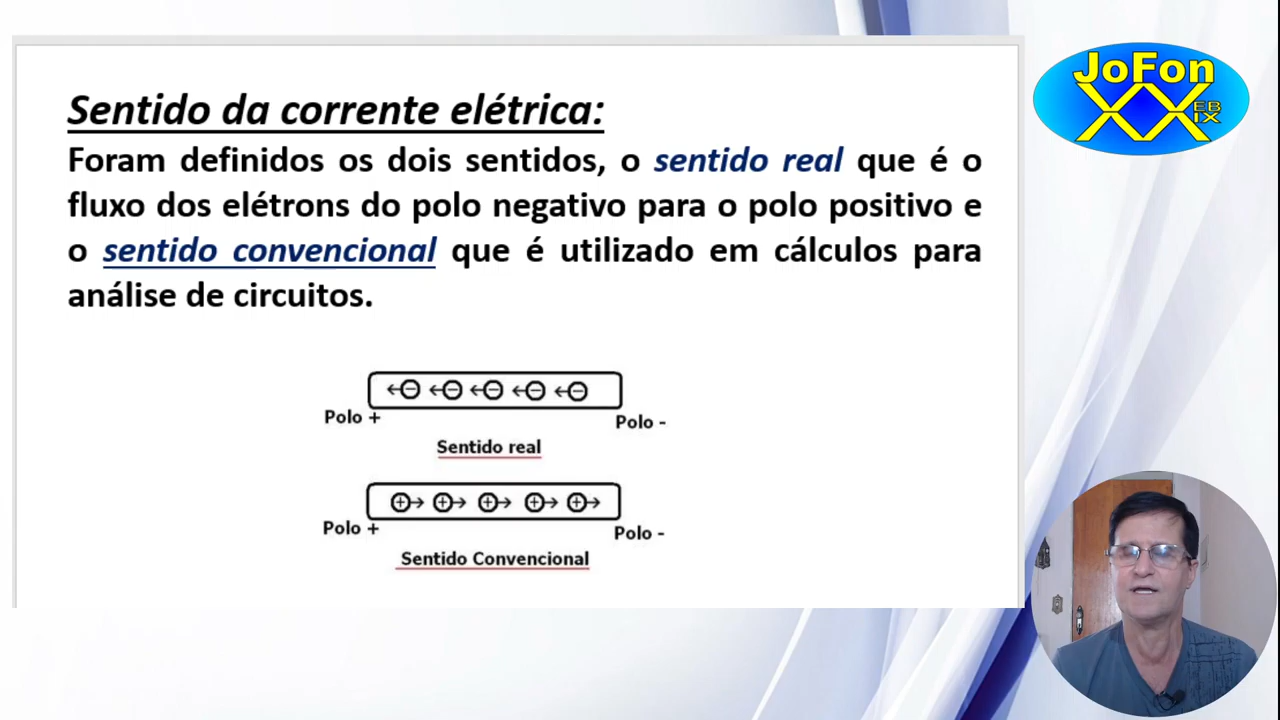 Sentido da corrente elétrica:
Foram definidos os dois sentidos, o sentido real que é o
fluxo dos elétrons do polo negativo para o polo positivo e
o sentido convencional que é utilizado em cálculos para
análise de circuitos.
Polo +
Polo -
Sentido real
Polo +
Polo -
Sentido Convencional
JoFon
WEB
WIX